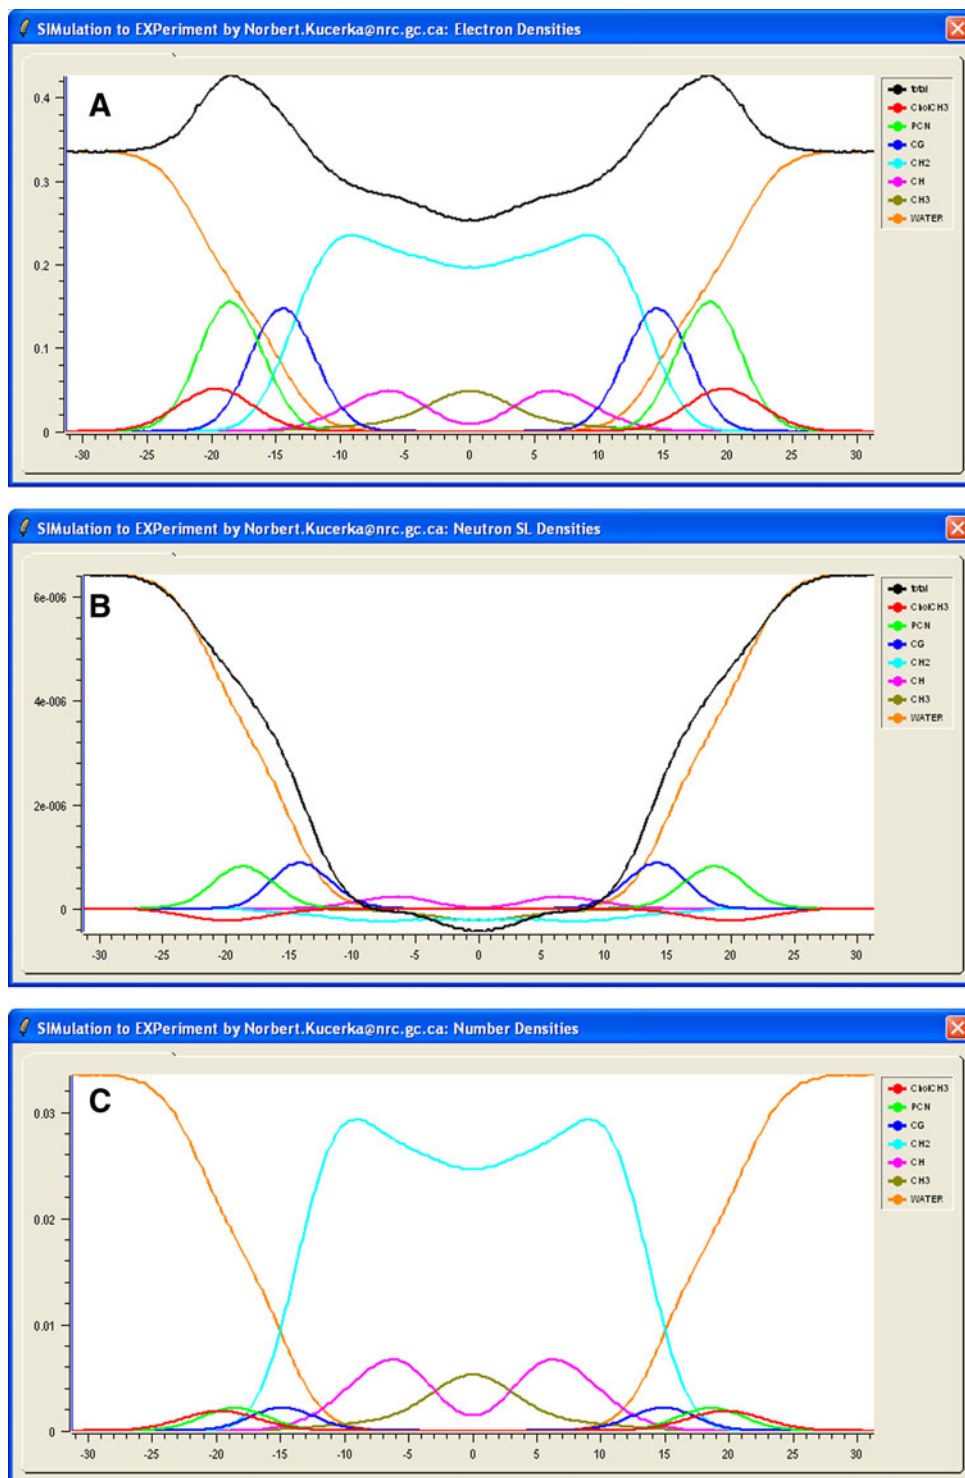 SIMulation to EXPeriment by Norbert.Kucerka@nrc.gc.ca: Electron Densities
A
total
CholCH3
PCN
CG
CH2
CH
CH3
WATER
0.4
0.3
0.2
0.1
0
-30 -25 -20 -15 -10 -5 0 5 10 15 20 25 30
SIMulation to EXPeriment by Norbert.Kucerka@nrc.gc.ca: Neutron SL Densities
B
total
CholCH3
PCN
CG
CH2
CH
CH3
WATER
6e-006
4e-006
2e-006
0
-30 -25 -20 -15 -10 -5 0 5 10 15 20 25 30
SIMulation to EXPeriment by Norbert.Kucerka@nrc.gc.ca: Number Densities
C
CholCH3
PCN
CG
CH2
CH
CH3
WATER
0.03
0.02
0.01
0
-30 -25 -20 -15 -10 -5 0 5 10 15 20 25 30